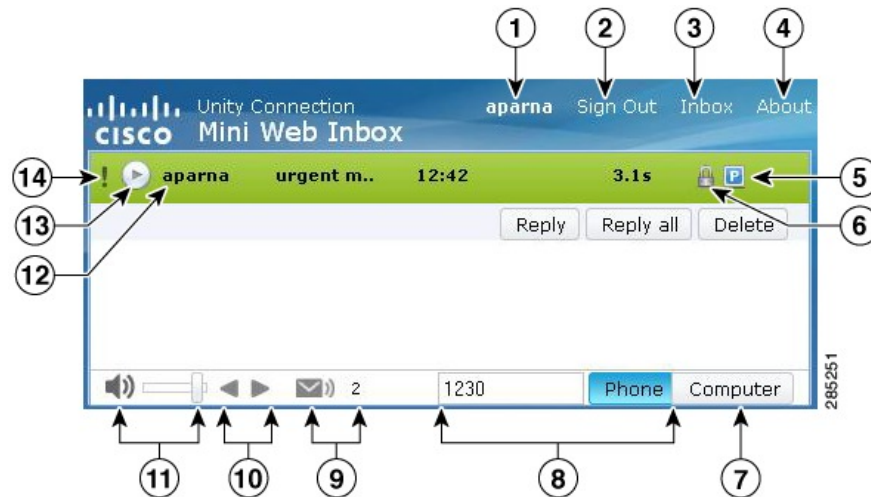 1 2 3 4
Unity Connection
aparna Sign Out Inbox About
CISCO Mini Web Inbox
14 ! aparna urgent m.. 12:42 3.1s P 5
13 Reply Reply all Delete 6
12
2 1230 Phone Computer
285251
11 10 9 8 7